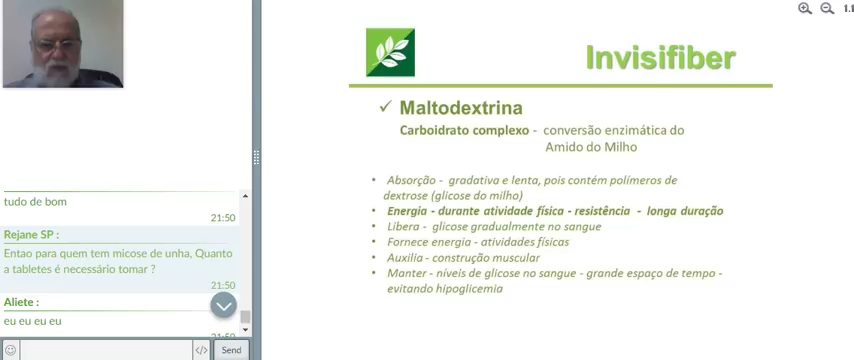 tudo de bom
21:50
Rejane SP :
Entao para quem tem micose de unha, Quanto
a tabletes é necessário tomar ?
21:50
Aliete :
eu eu eu eu
21:50
Send
1.1
Invisifiber
Maltodextrina
Carboidrato complexo - conversão enzimática do
Amido do Milho
Absorção - gradativa e lenta, pois contém polímeros de
dextrose (glicose do milho)
Energia - durante atividade física - resistência - longa duração
Libera - glicose gradualmente no sangue
Fornece energia - atividades físicas
Auxilia - construção muscular
Manter - níveis de glicose no sangue - grande espaço de tempo -
evitando hipoglicemia